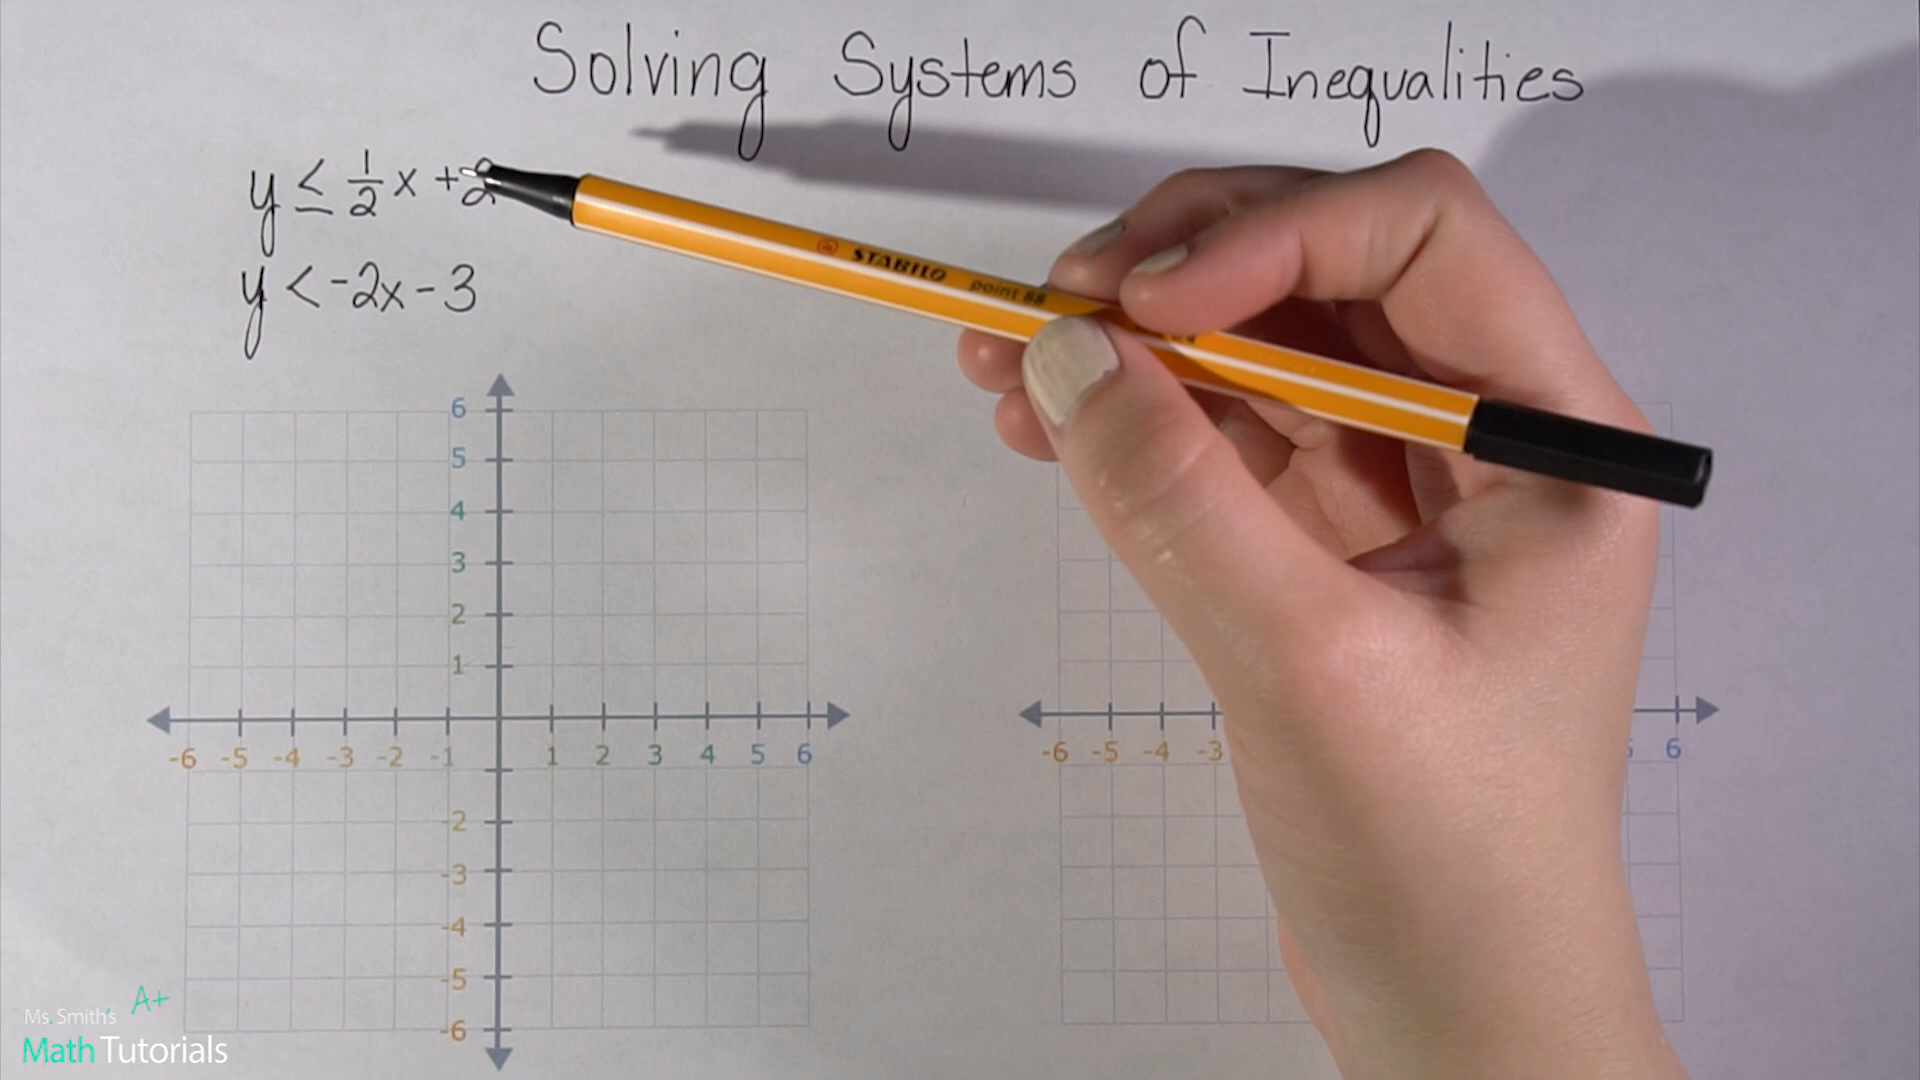 Solving Systems of Inequalities
y ≤ 1/2 x + 2
y < -2x - 3
STABILO point 88
6
5
4
3
2
1
-6 -5 -4 -3 -2 -1 1 2 3 4 5 6
-6 -5 -4 -3 6
-2
-3
-4
-5
-6
A+
Ms. Smith's
Math Tutorials